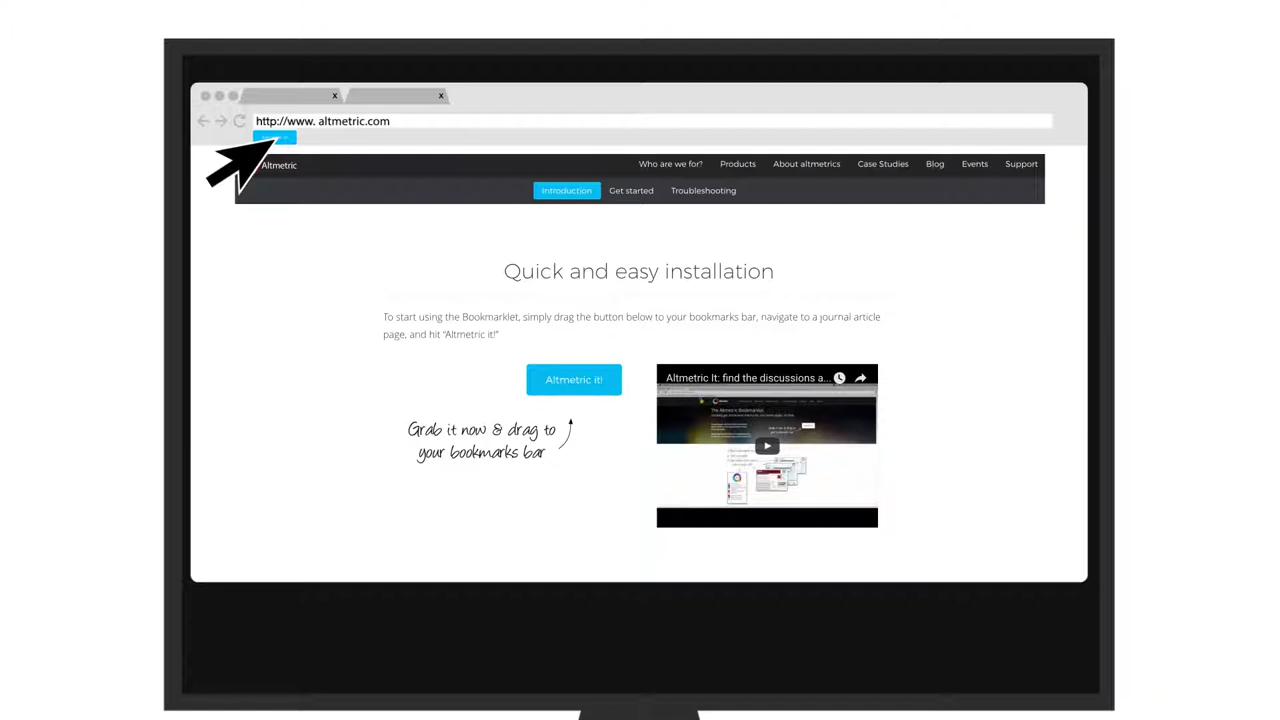 x
x
http://www. altmetric.com
Altmetric
Who are we for? Products About altmetrics Case Studies Blog Events Support
Introduction Get started Troubleshooting
Quick and easy installation
To start using the Bookmarklet, simply drag the button below to your bookmarks bar, navigate to a journal article
page, and hit “Altmetric it!”
Altmetric it!
Grab it now & drag to
your bookmarks bar
Altmetric It: find the discussions a...
The Altmetric Bookmarklet